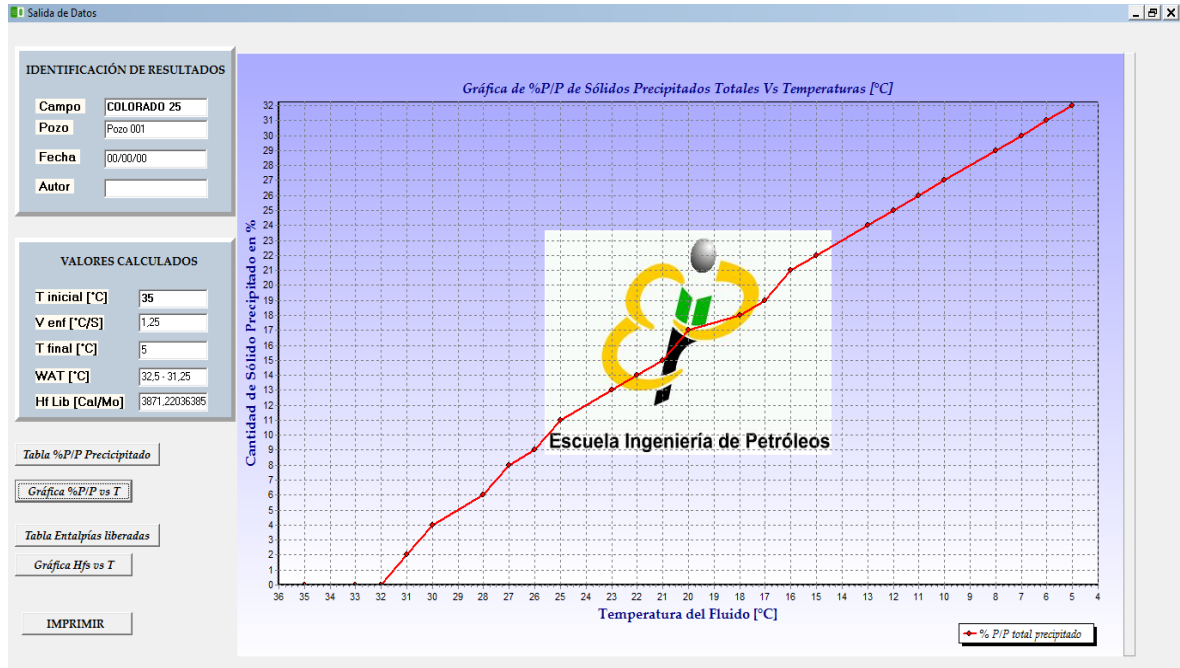 Salida de Datos
IDENTIFICACIÓN DE RESULTADOS
Campo COLORADO 25
Pozo Pozo 001
Fecha 00/00/00
Autor
VALORES CALCULADOS
T inicial [°C] 35
V enf [°C/S] 1,25
T final [°C] 5
WAT [°C] 32,5 - 31,25
Hf Lib [Cal/Mo] 3871,22036385
Tabla %P/P Precicipitado
Gráfica %P/P vs T
Tabla Entalpías liberadas
Gráfica Hfs vs T
IMPRIMIR
Gráfica de %P/P de Sólidos Precipitados Totales Vs Temperaturas [°C]
Cantidad de Sólido Precipitado en %
32
31
30
29
28
27
26
25
24
23
22
21
20
19
18
17
16
15
14
13
12
11
10
9
8
7
6
5
4
3
2
1
0
Escuela Ingeniería de Petróleos
36 35 34 33 32 31 30 29 28 27 26 25 24 23 22 21 20 19 18 17 16 15 14 13 12 11 10 9 8 7 6 5 4
Temperatura del Fluido [°C]
% P/P total precipitado